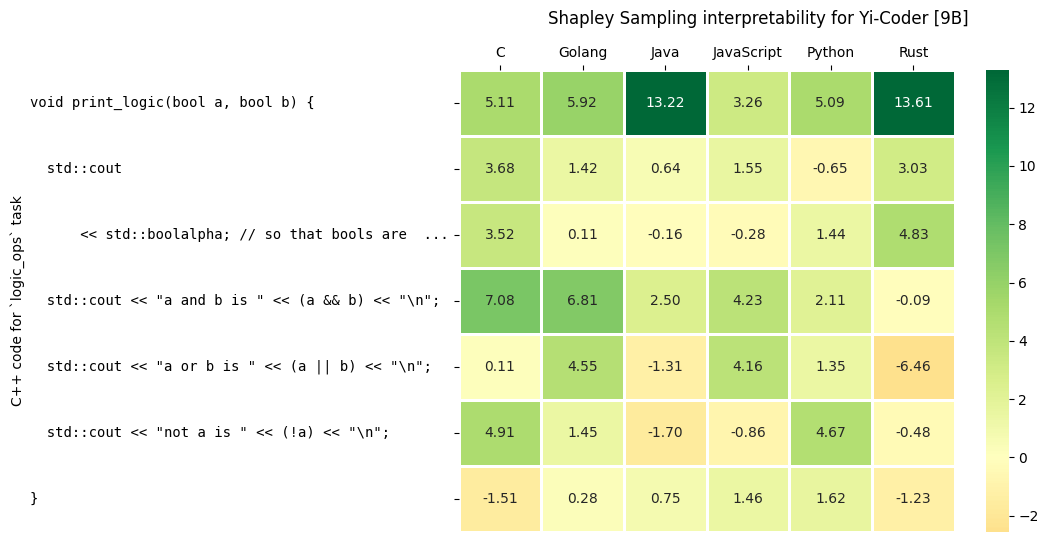 Shapley Sampling interpretability for Yi-Coder [9B]
C Golang Java JavaScript Python Rust
void print_logic(bool a, bool b) { 5.11 5.92 13.22 3.26 5.09 13.61
std::cout 3.68 1.42 0.64 1.55 -0.65 3.03
<< std::boolalpha; // so that bools are ... 3.52 0.11 -0.16 -0.28 1.44 4.83
std::cout << "a and b is " << (a && b) << "\n"; 7.08 6.81 2.50 4.23 2.11 -0.09
std::cout << "a or b is " << (a || b) << "\n"; 0.11 4.55 -1.31 4.16 1.35 -6.46
std::cout << "not a is " << (!a) << "\n"; 4.91 1.45 -1.70 -0.86 4.67 -0.48
} -1.51 0.28 0.75 1.46 1.62 -1.23
C++ code for `logic_ops` task
12
10
8
6
4
2
0
−2